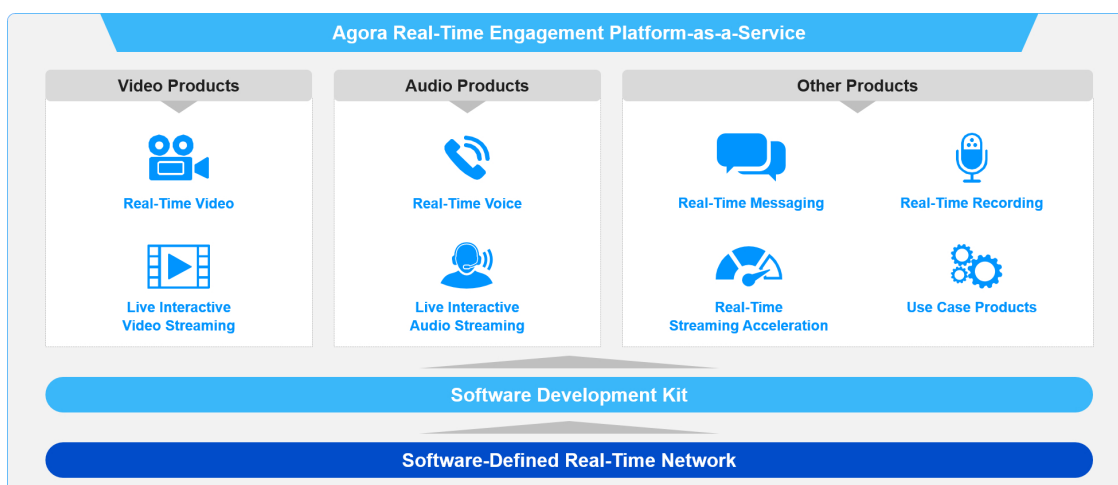 Agora Real-Time Engagement Platform-as-a-Service
Video Products
Real-Time Video
Live Interactive
Video Streaming
Audio Products
Real-Time Voice
Live Interactive
Audio Streaming
Other Products
Real-Time Messaging
Real-Time Recording
Real-Time
Streaming Acceleration
Use Case Products
Software Development Kit
Software-Defined Real-Time Network